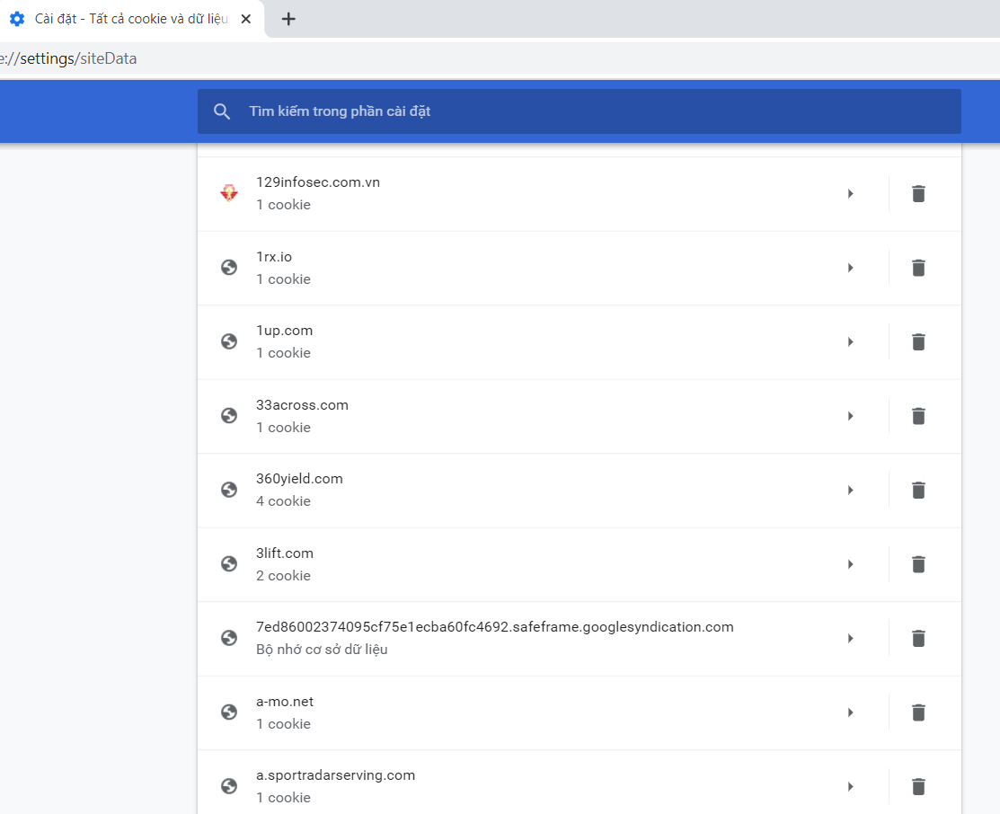 Cài đặt - Tất cả cookie và dữ liệu
e://settings/siteData
Tìm kiếm trong phần cài đặt
129infosec.com.vn
1 cookie
1rx.io
1 cookie
1up.com
1 cookie
33across.com
1 cookie
360yield.com
4 cookie
3lift.com
2 cookie
7ed86002374095cf75e1ecba60fc4692.safeframe.googlesyndication.com
Bộ nhớ cơ sở dữ liệu
a-mo.net
1 cookie
a.sportradarserving.com
1 cookie